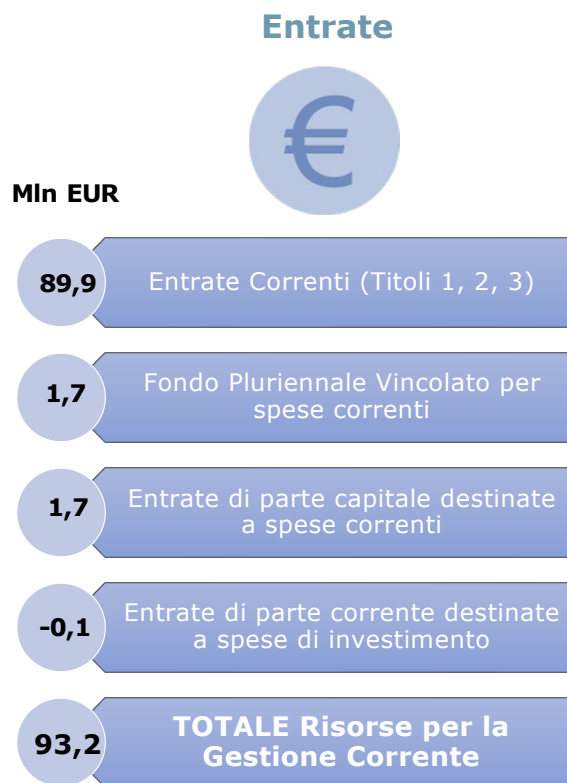 Entrate
€
Mln EUR
89,9
Entrate Correnti (Titoli 1, 2, 3)
1,7
Fondo Pluriennale Vincolato per
spese correnti
1,7
Entrate di parte capitale destinate
a spese correnti
-0,1
Entrate di parte corrente destinate
a spese di investimento
93,2
TOTALE Risorse per la
Gestione Corrente